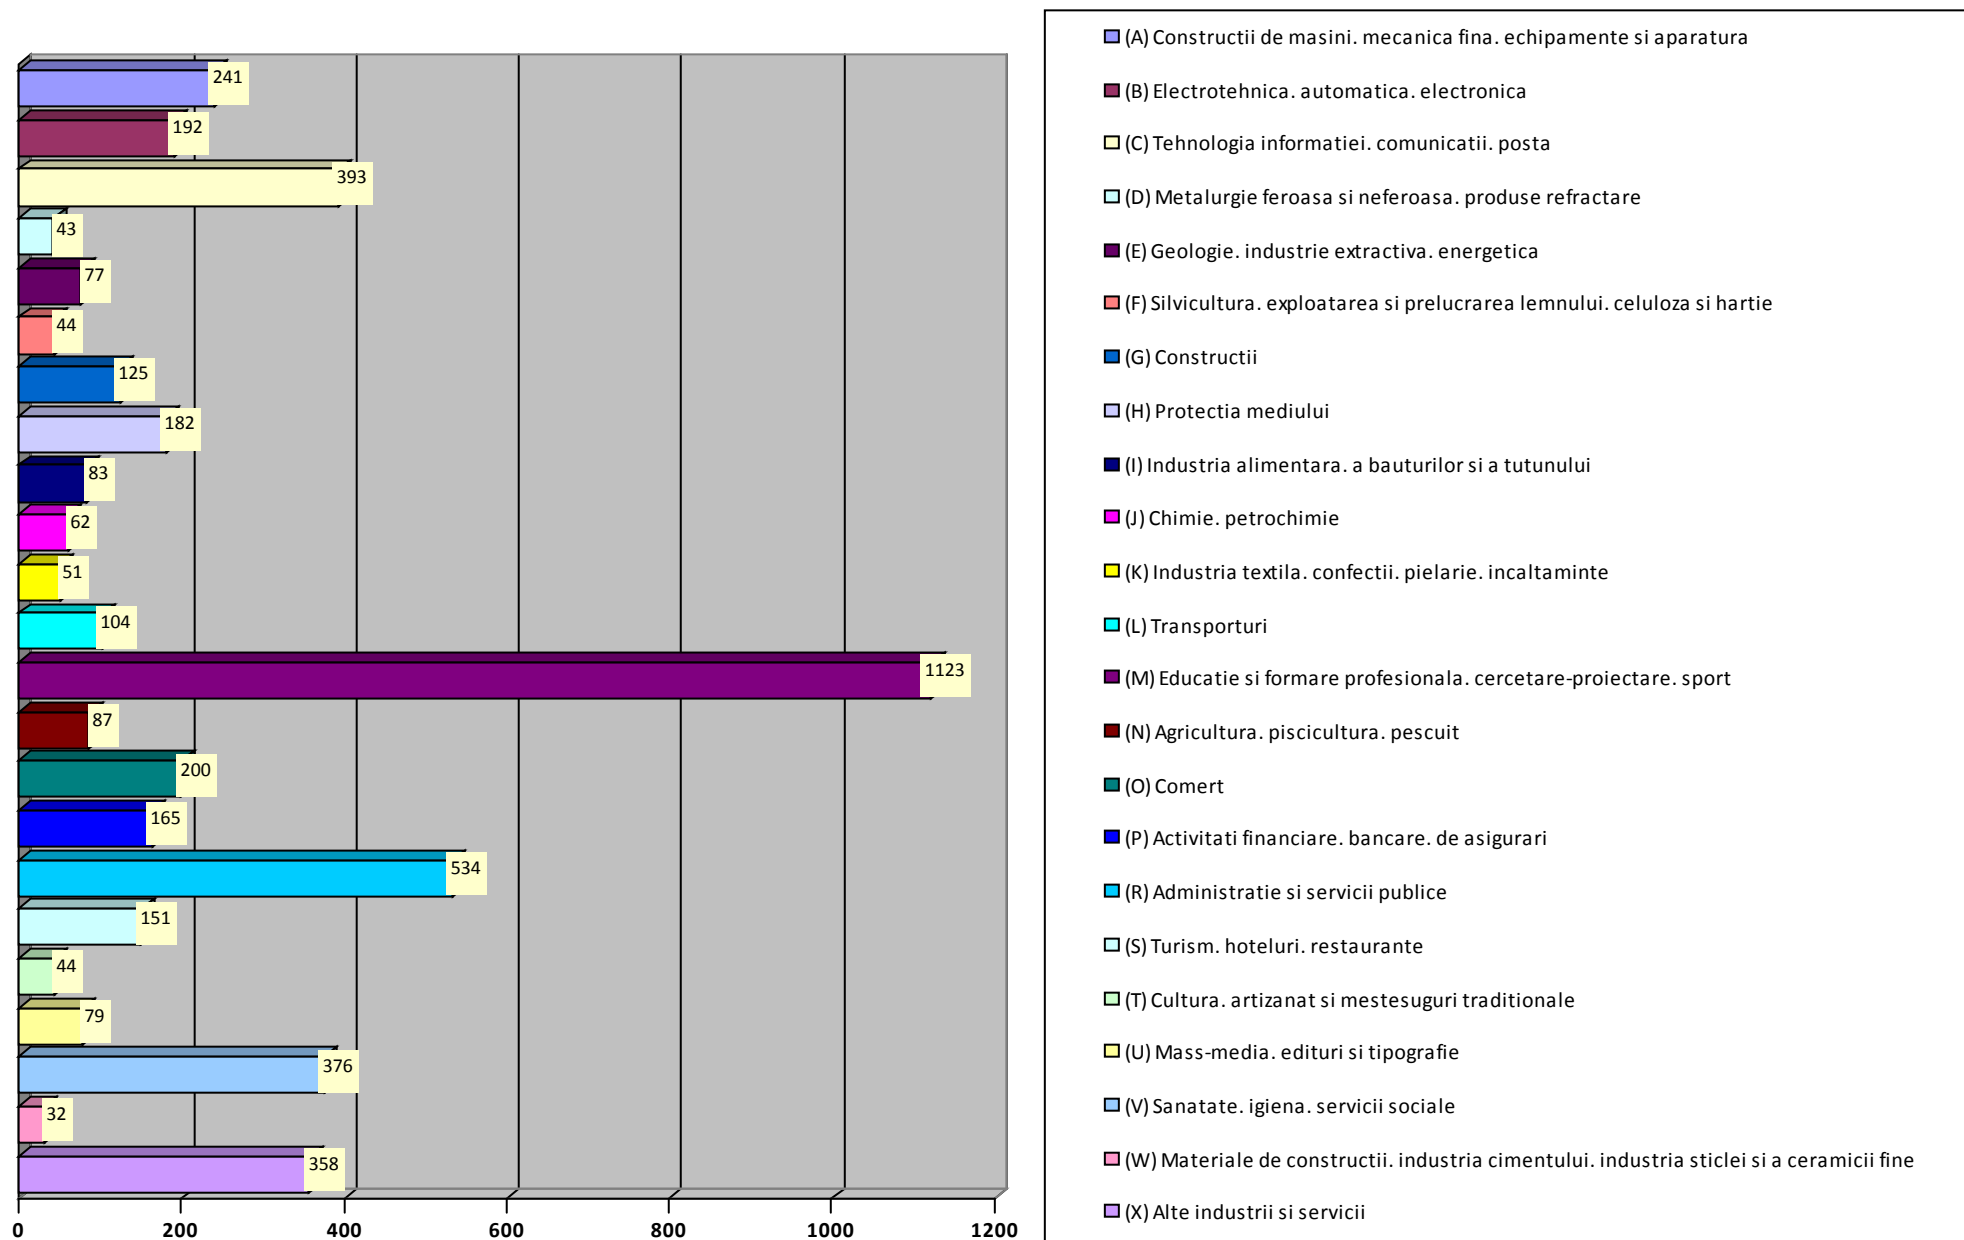 241
192
393
43
77
44
125
182
83
62
51
104
1123
87
200
165
534
151
44
79
376
32
358
0 200 400 600 800 1000 1200
(A) Constructii de masini. mecanica fina. echipamente si aparatura
(B) Electrotehnica. automatica. electronica
(C) Tehnologia informatiei. comunicatii. posta
(D) Metalurgie feroasa si neferoasa. produse refractare
(E) Geologie. industrie extractiva. energetica
(F) Silvicultura. exploatarea si prelucrarea lemnului. celuloza si hartie
(G) Constructii
(H) Protectia mediului
(I) Industria alimentara. a bauturilor si a tutunului
(J) Chimie. petrochimie
(K) Industria textila. confectii. pielarie. incaltaminte
(L) Transporturi
(M) Educatie si formare profesionala. cercetare-proiectare. sport
(N) Agricultura. piscicultura. pescuit
(O) Comert
(P) Activitati financiare. bancare. de asigurari
(R) Administratie si servicii publice
(S) Turism. hoteluri. restaurante
(T) Cultura. artizanat si mestesuguri traditionale
(U) Mass-media. edituri si tipografie
(V) Sanatate. igiena. servicii sociale
(W) Materiale de constructii. industria cimentului. industria sticlei si a ceramicii fine
(X) Alte industrii si servicii